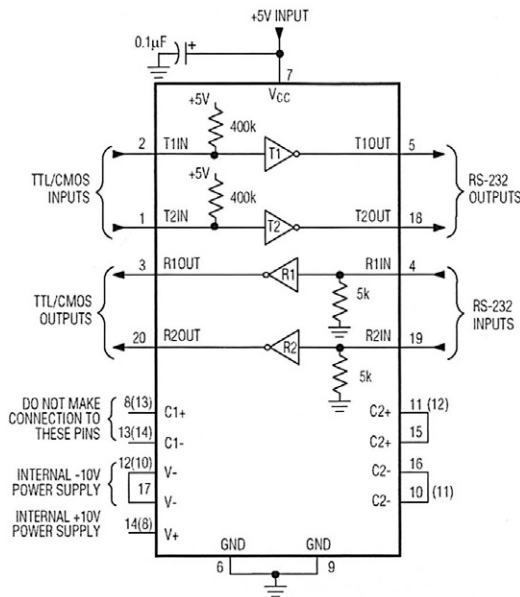 +5V INPUT
0.1µF
+
7
VCC
+5V
400k
2
T1IN
T1
T1OUT
5
TTL/CMOS
INPUTS
+5V
400k
RS-232
OUTPUTS
1
T2IN
T2
T2OUT
18
3
R1OUT
R1
R1IN
4
TTL/CMOS
OUTPUTS
5k
RS-232
INPUTS
20
R2OUT
R2
R2IN
19
5k
DO NOT MAKE
CONNECTION TO
THESE PINS
8(13)
C1+
13(14)
C1-
C2+
11 (12)
C2+
15
INTERNAL -10V
POWER SUPPLY
12(10)
V-
17
V-
C2-
16
C2-
10
(11)
INTERNAL +10V
POWER SUPPLY
14(8)
V+
GND
GND
6
9